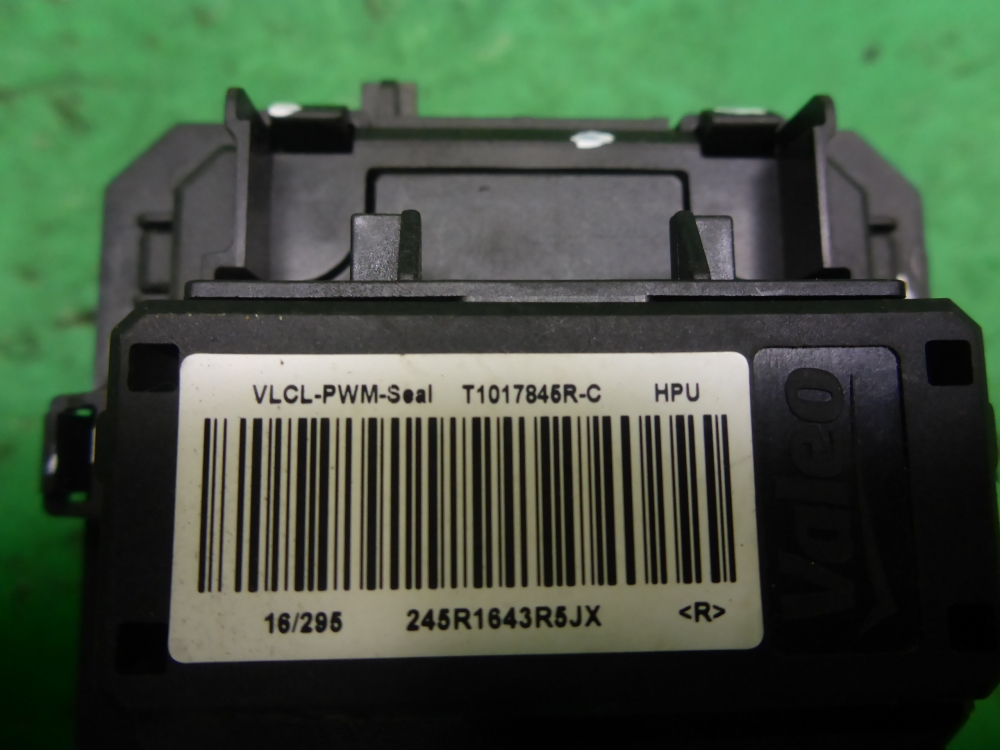 VLCL-PWM-Seal T1017845R-C HPU
16/295 245R1643R5JX <R>
Valeo